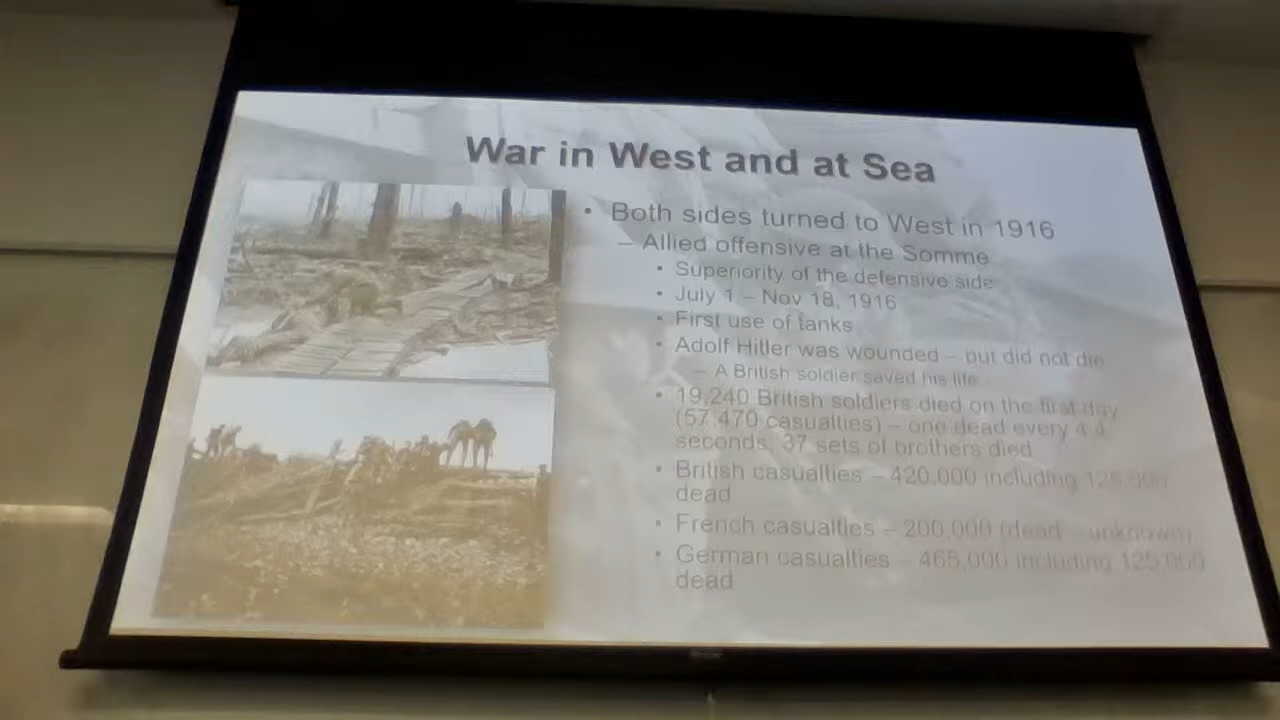 War in West and at Sea
• Both sides turned to West in 1916
– Allied offensive at the Somme
• Superiority of the defensive side
• July 1 – Nov 18, 1916
• First use of tanks
• Adolf Hitler was wounded – but did not die
– A British soldier saved his life
• 19,240 British soldiers died on the first day
(57,470 casualties) – one dead every 4.4
seconds; 37 sets of brothers died
• British casualties – 420,000 including 125,000
dead
• French casualties – 200,000 (dead – unknown)
• German casualties – 465,000 including 125,000
dead